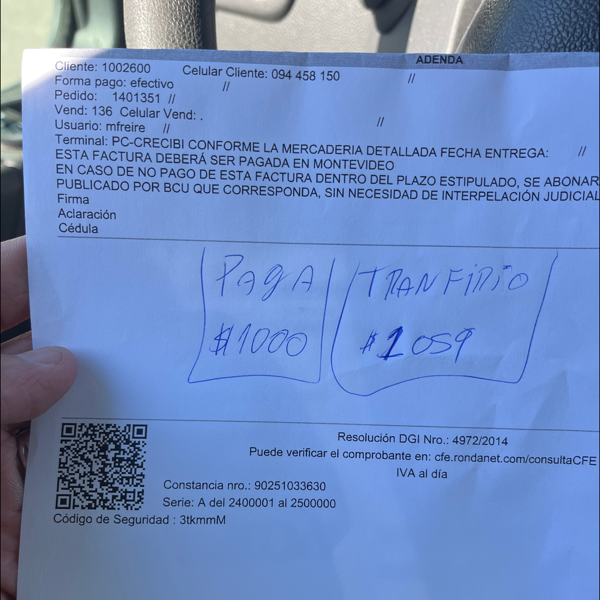 ADENDA
Cliente: 1002600 Celular Cliente: 094 458 150 //
Forma pago: efectivo //
Pedido: 1401351 //
Vend: 136 Celular Vend: . //
Usuario: mfreire //
Terminal: PC-CRECIBI CONFORME LA MERCADERIA DETALLADA FECHA ENTREGA: //
ESTA FACTURA DEBERÁ SER PAGADA EN MONTEVIDEO
EN CASO DE NO PAGO DE ESTA FACTURA DENTRO DEL PLAZO ESTIPULADO, SE ABONAR
PUBLICADO POR BCU QUE CORRESPONDA, SIN NECESIDAD DE INTERPELACIÓN JUDICIAL
Firma
Aclaración
Cédula
PAGA
$1000
TRANFIRIO
$1059
Resolución DGI Nro.: 4972/2014
Puede verificar el comprobante en: cfe.rondanet.com/consultaCFE
IVA al día
Constancia nro.: 90251033630
Serie: A del 2400001 al 2500000
Código de Seguridad : 3tkmmM